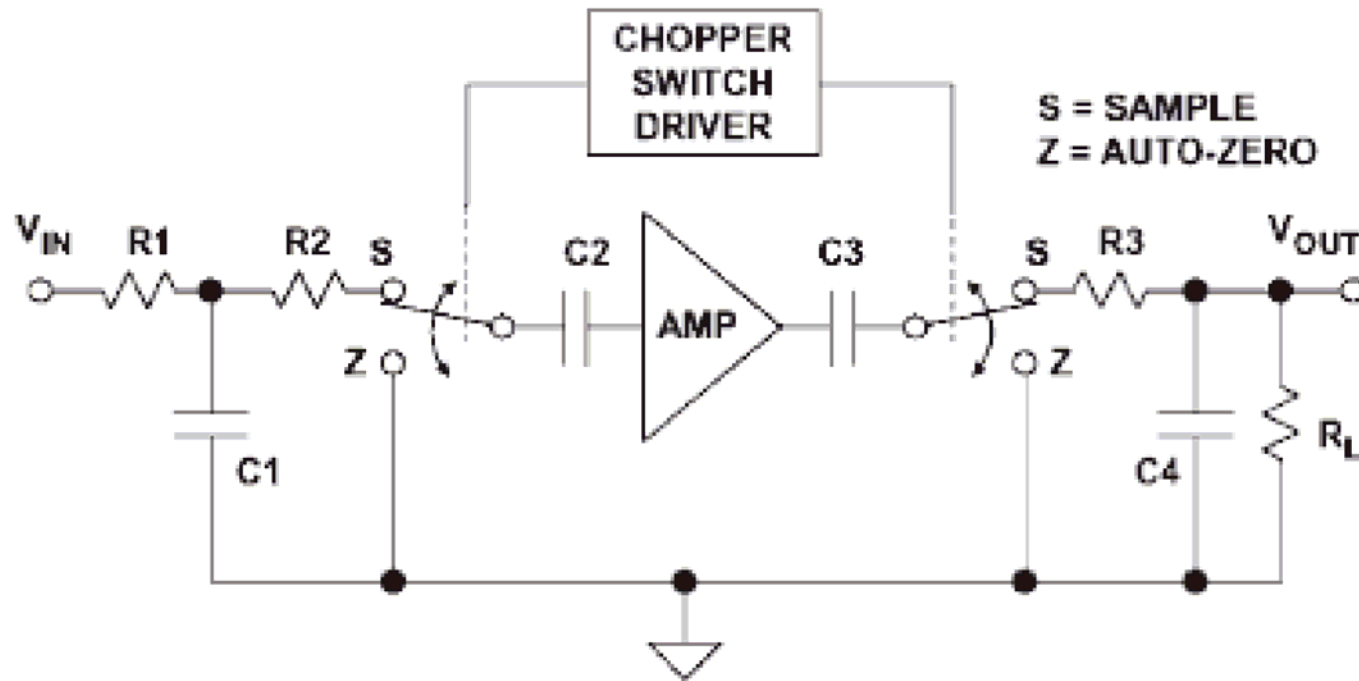 CHOPPER
SWITCH
DRIVER
S = SAMPLE
Z = AUTO-ZERO
VIN
R1
R2
S
C2
C3
S
R3
VOUT
AMP
Z
Z
C1
C4
RL